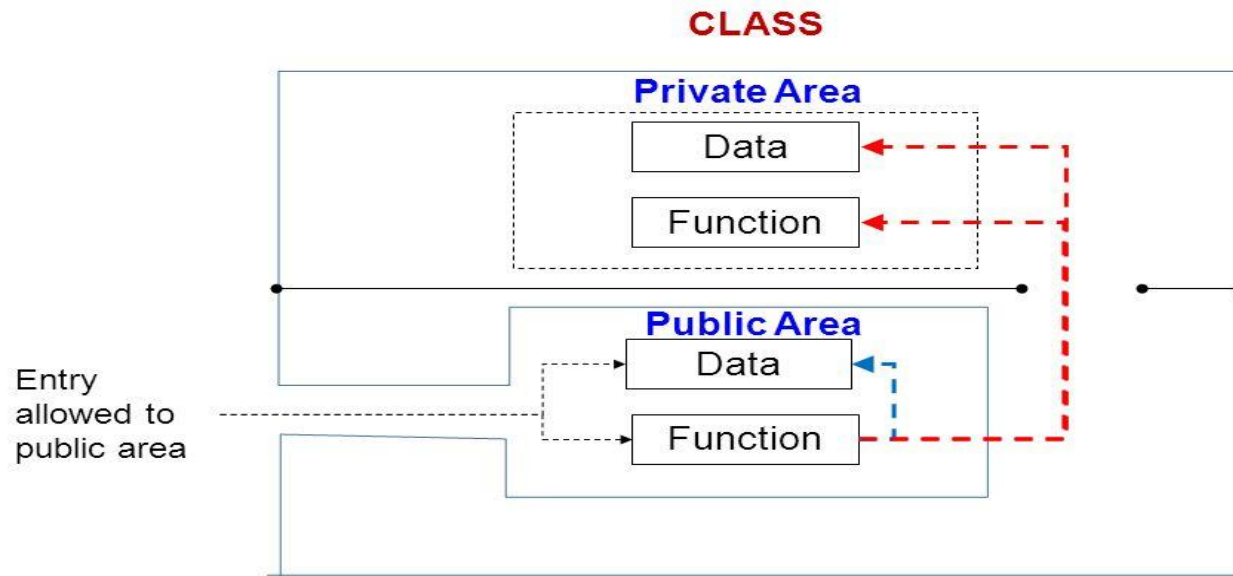 CLASS
Private Area
Data
Function
Public Area
Data
Function
Entry
allowed to
public area